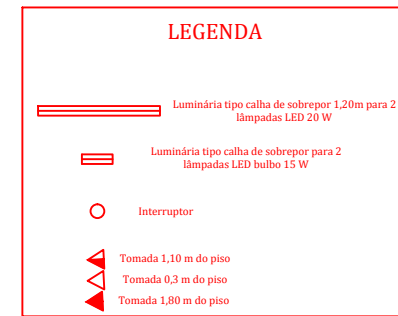 LEGENDA
Luminária tipo calha de sobrepor 1,20m para 2
lâmpadas LED 20 W
Luminária tipo calha de sobrepor para 2
lâmpadas LED bulbo 15 W
Interruptor
Tomada 1,10 m do piso
Tomada 0,3 m do piso
Tomada 1,80 m do piso